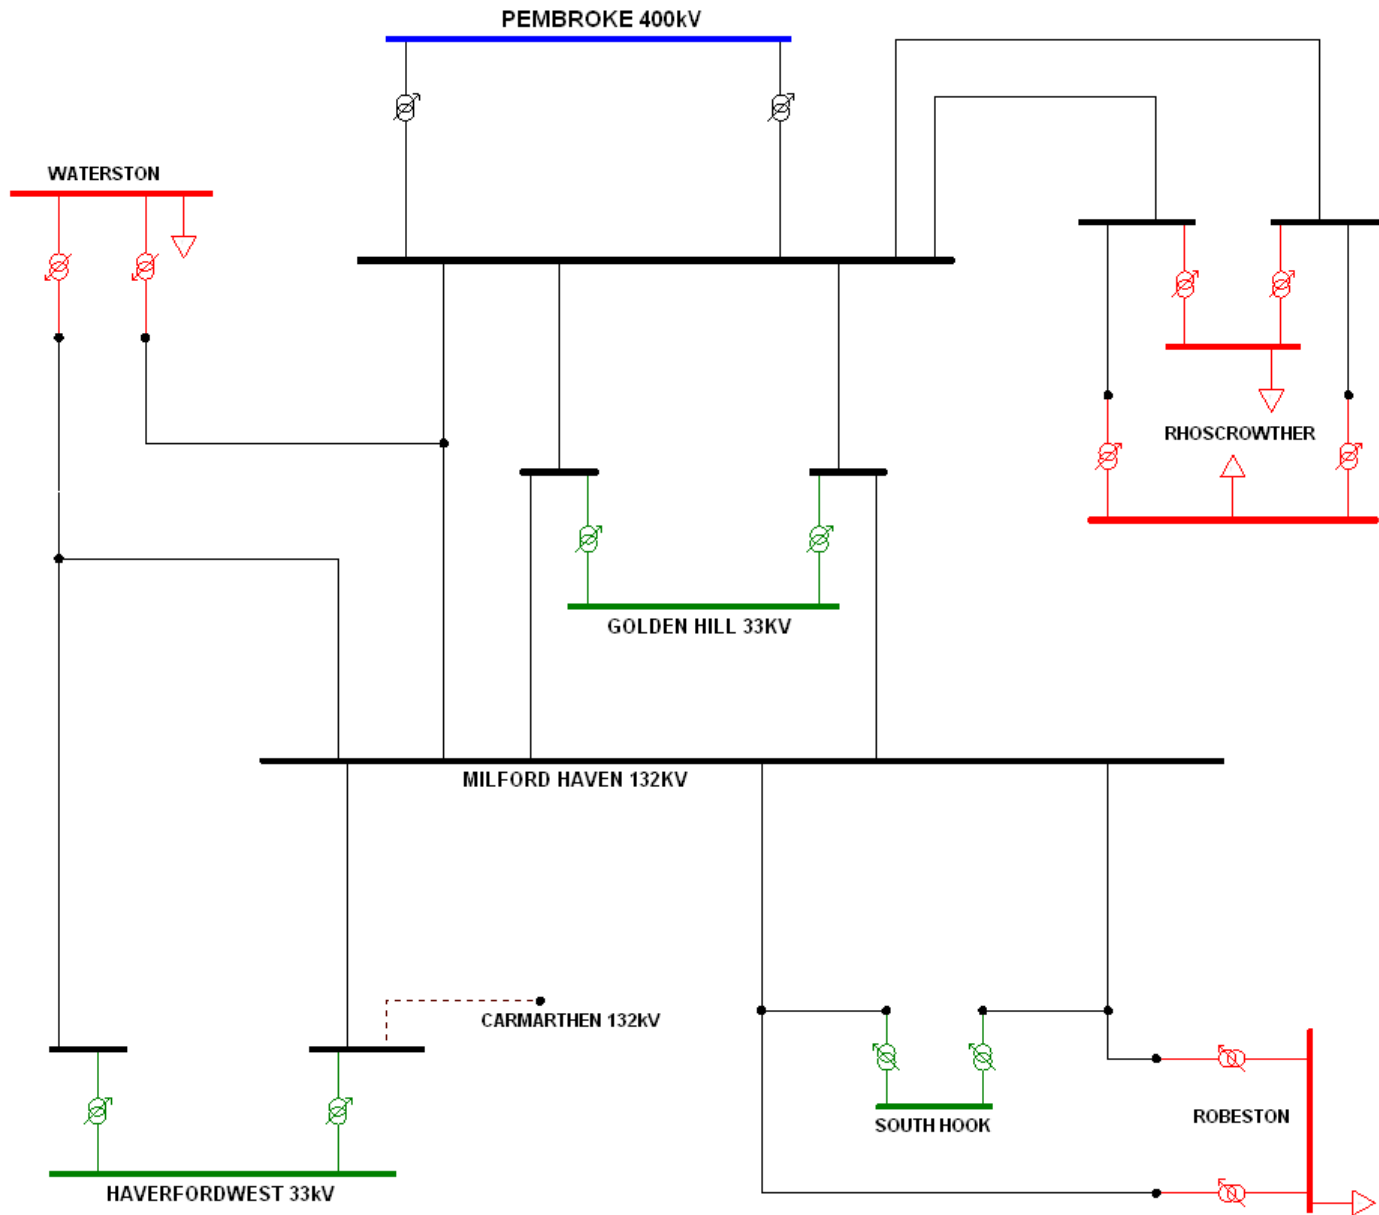 PEMBROKE 400kV
WATERSTON
RHOSCROWTHER
GOLDEN HILL 33KV
MILFORD HAVEN 132KV
CARMARTHEN 132kV
SOUTH HOOK
ROBESTON
HAVERFORDWEST 33kV